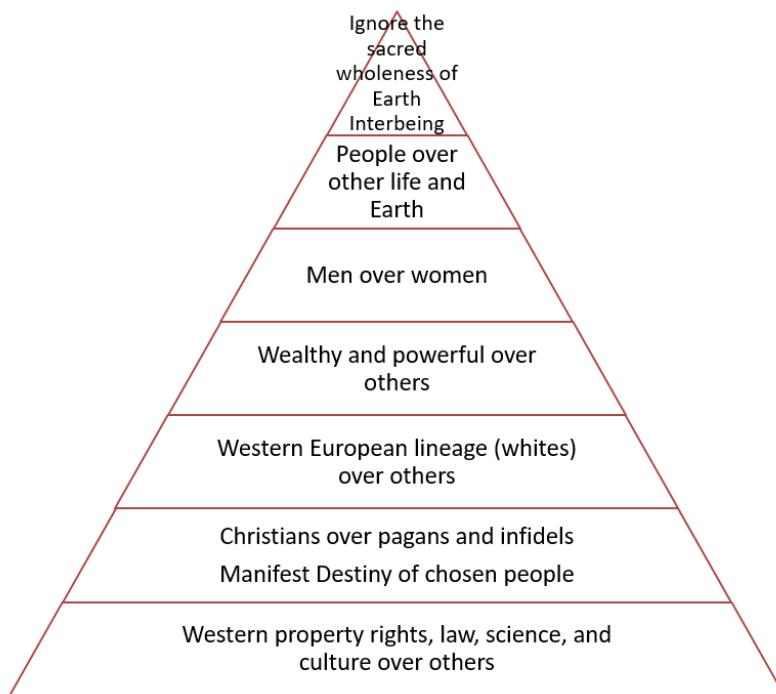 Ignore the
sacred
wholeness of
Earth
Interbeing
People over
other life and
Earth
Men over women
Wealthy and powerful over
others
Western European lineage (whites)
over others
Christians over pagans and infidels
Manifest Destiny of chosen people
Western property rights, law, science, and
culture over others